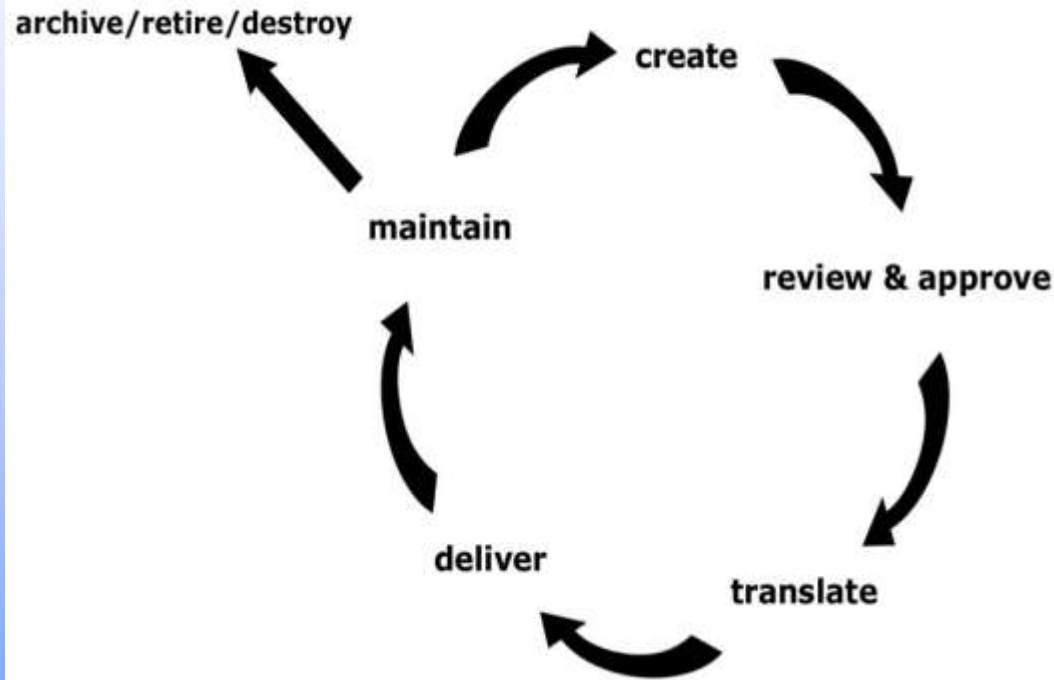 archive/retire/destroy
create
maintain
review & approve
deliver
translate